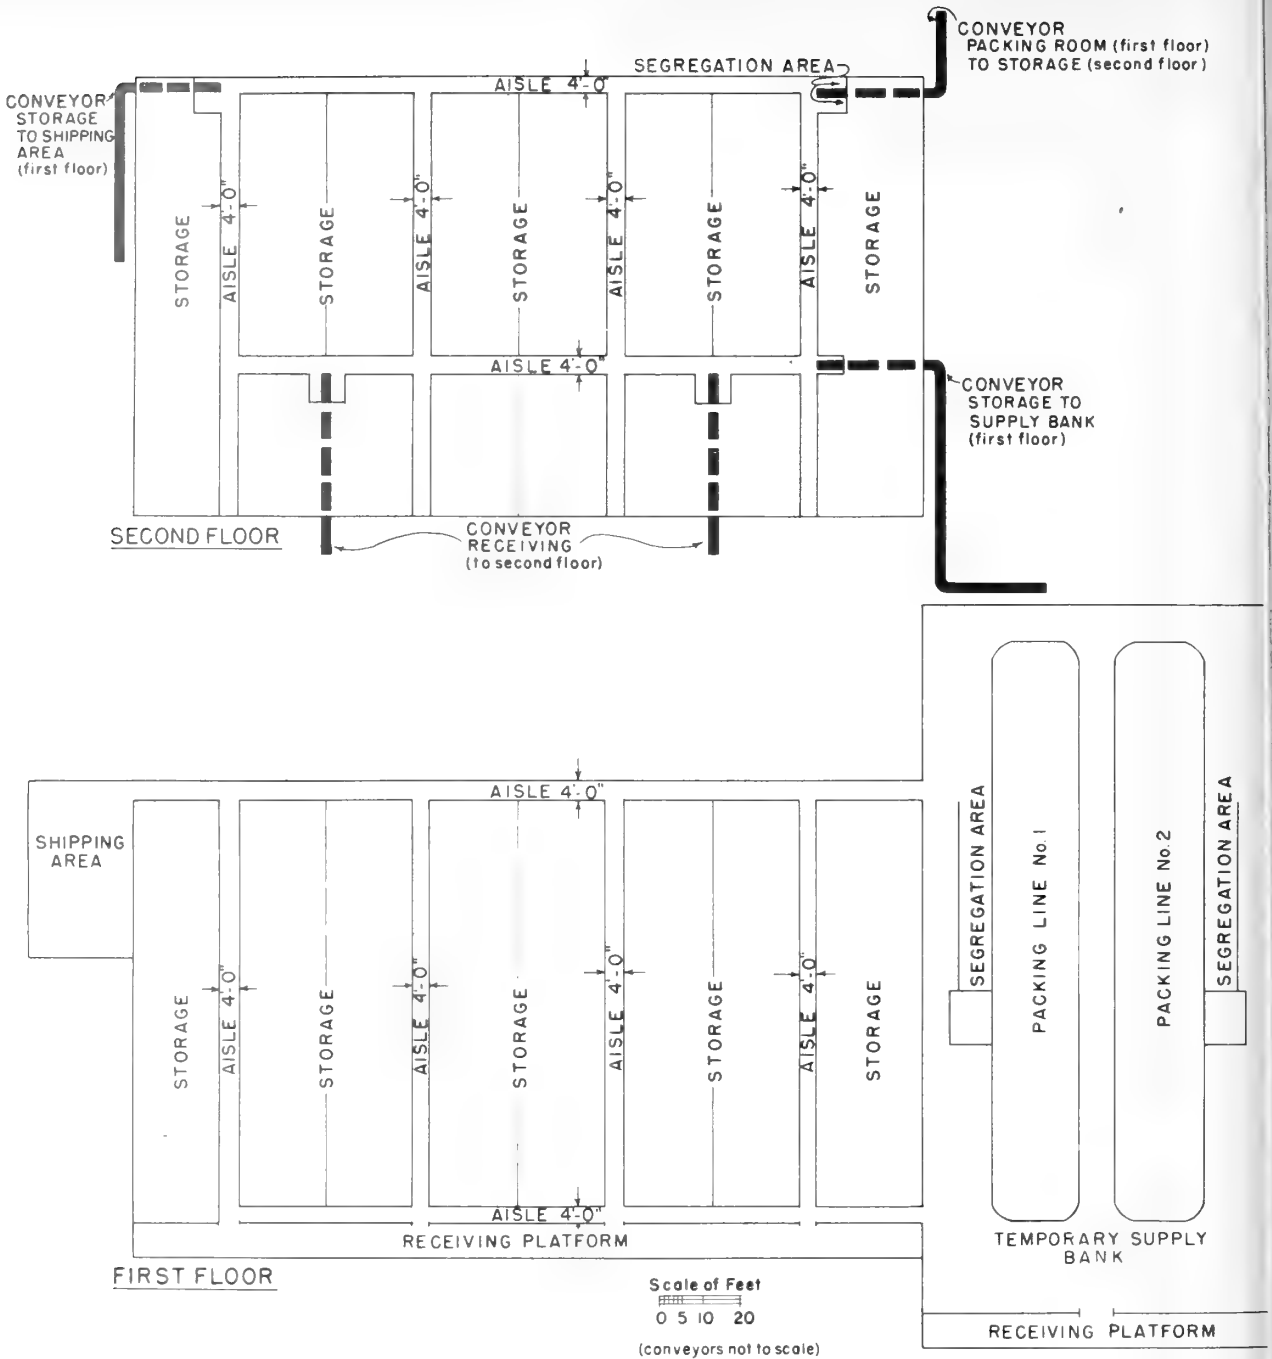 CONVEYOR
PACKING ROOM (first floor)
TO STORAGE (second floor)
SEGREGATION AREA
AISLE 4'-0"
CONVEYOR
STORAGE
TO SHIPPING
AREA
(first floor)
STORAGE
AISLE 4'-0"
STORAGE
AISLE 4'-0"
STORAGE
AISLE 4'-0"
STORAGE
AISLE 4'-0"
STORAGE
AISLE 4'-0"
CONVEYOR
STORAGE TO
SUPPLY BANK
(first floor)
SECOND FLOOR
CONVEYOR
RECEIVING
(to second floor)
AISLE 4'-0"
SHIPPING
AREA
STORAGE
AISLE 4'-0"
STORAGE
AISLE 4'-0"
STORAGE
AISLE 4'-0"
STORAGE
AISLE 4'-0"
STORAGE
SEGREGATION AREA
PACKING LINE No.1
PACKING LINE No.2
SEGREGATION AREA
AISLE 4'-0"
RECEIVING PLATFORM
TEMPORARY SUPPLY
BANK
FIRST FLOOR
Scale of Feet
0 5 10 20
(conveyors not to scale)
RECEIVING PLATFORM